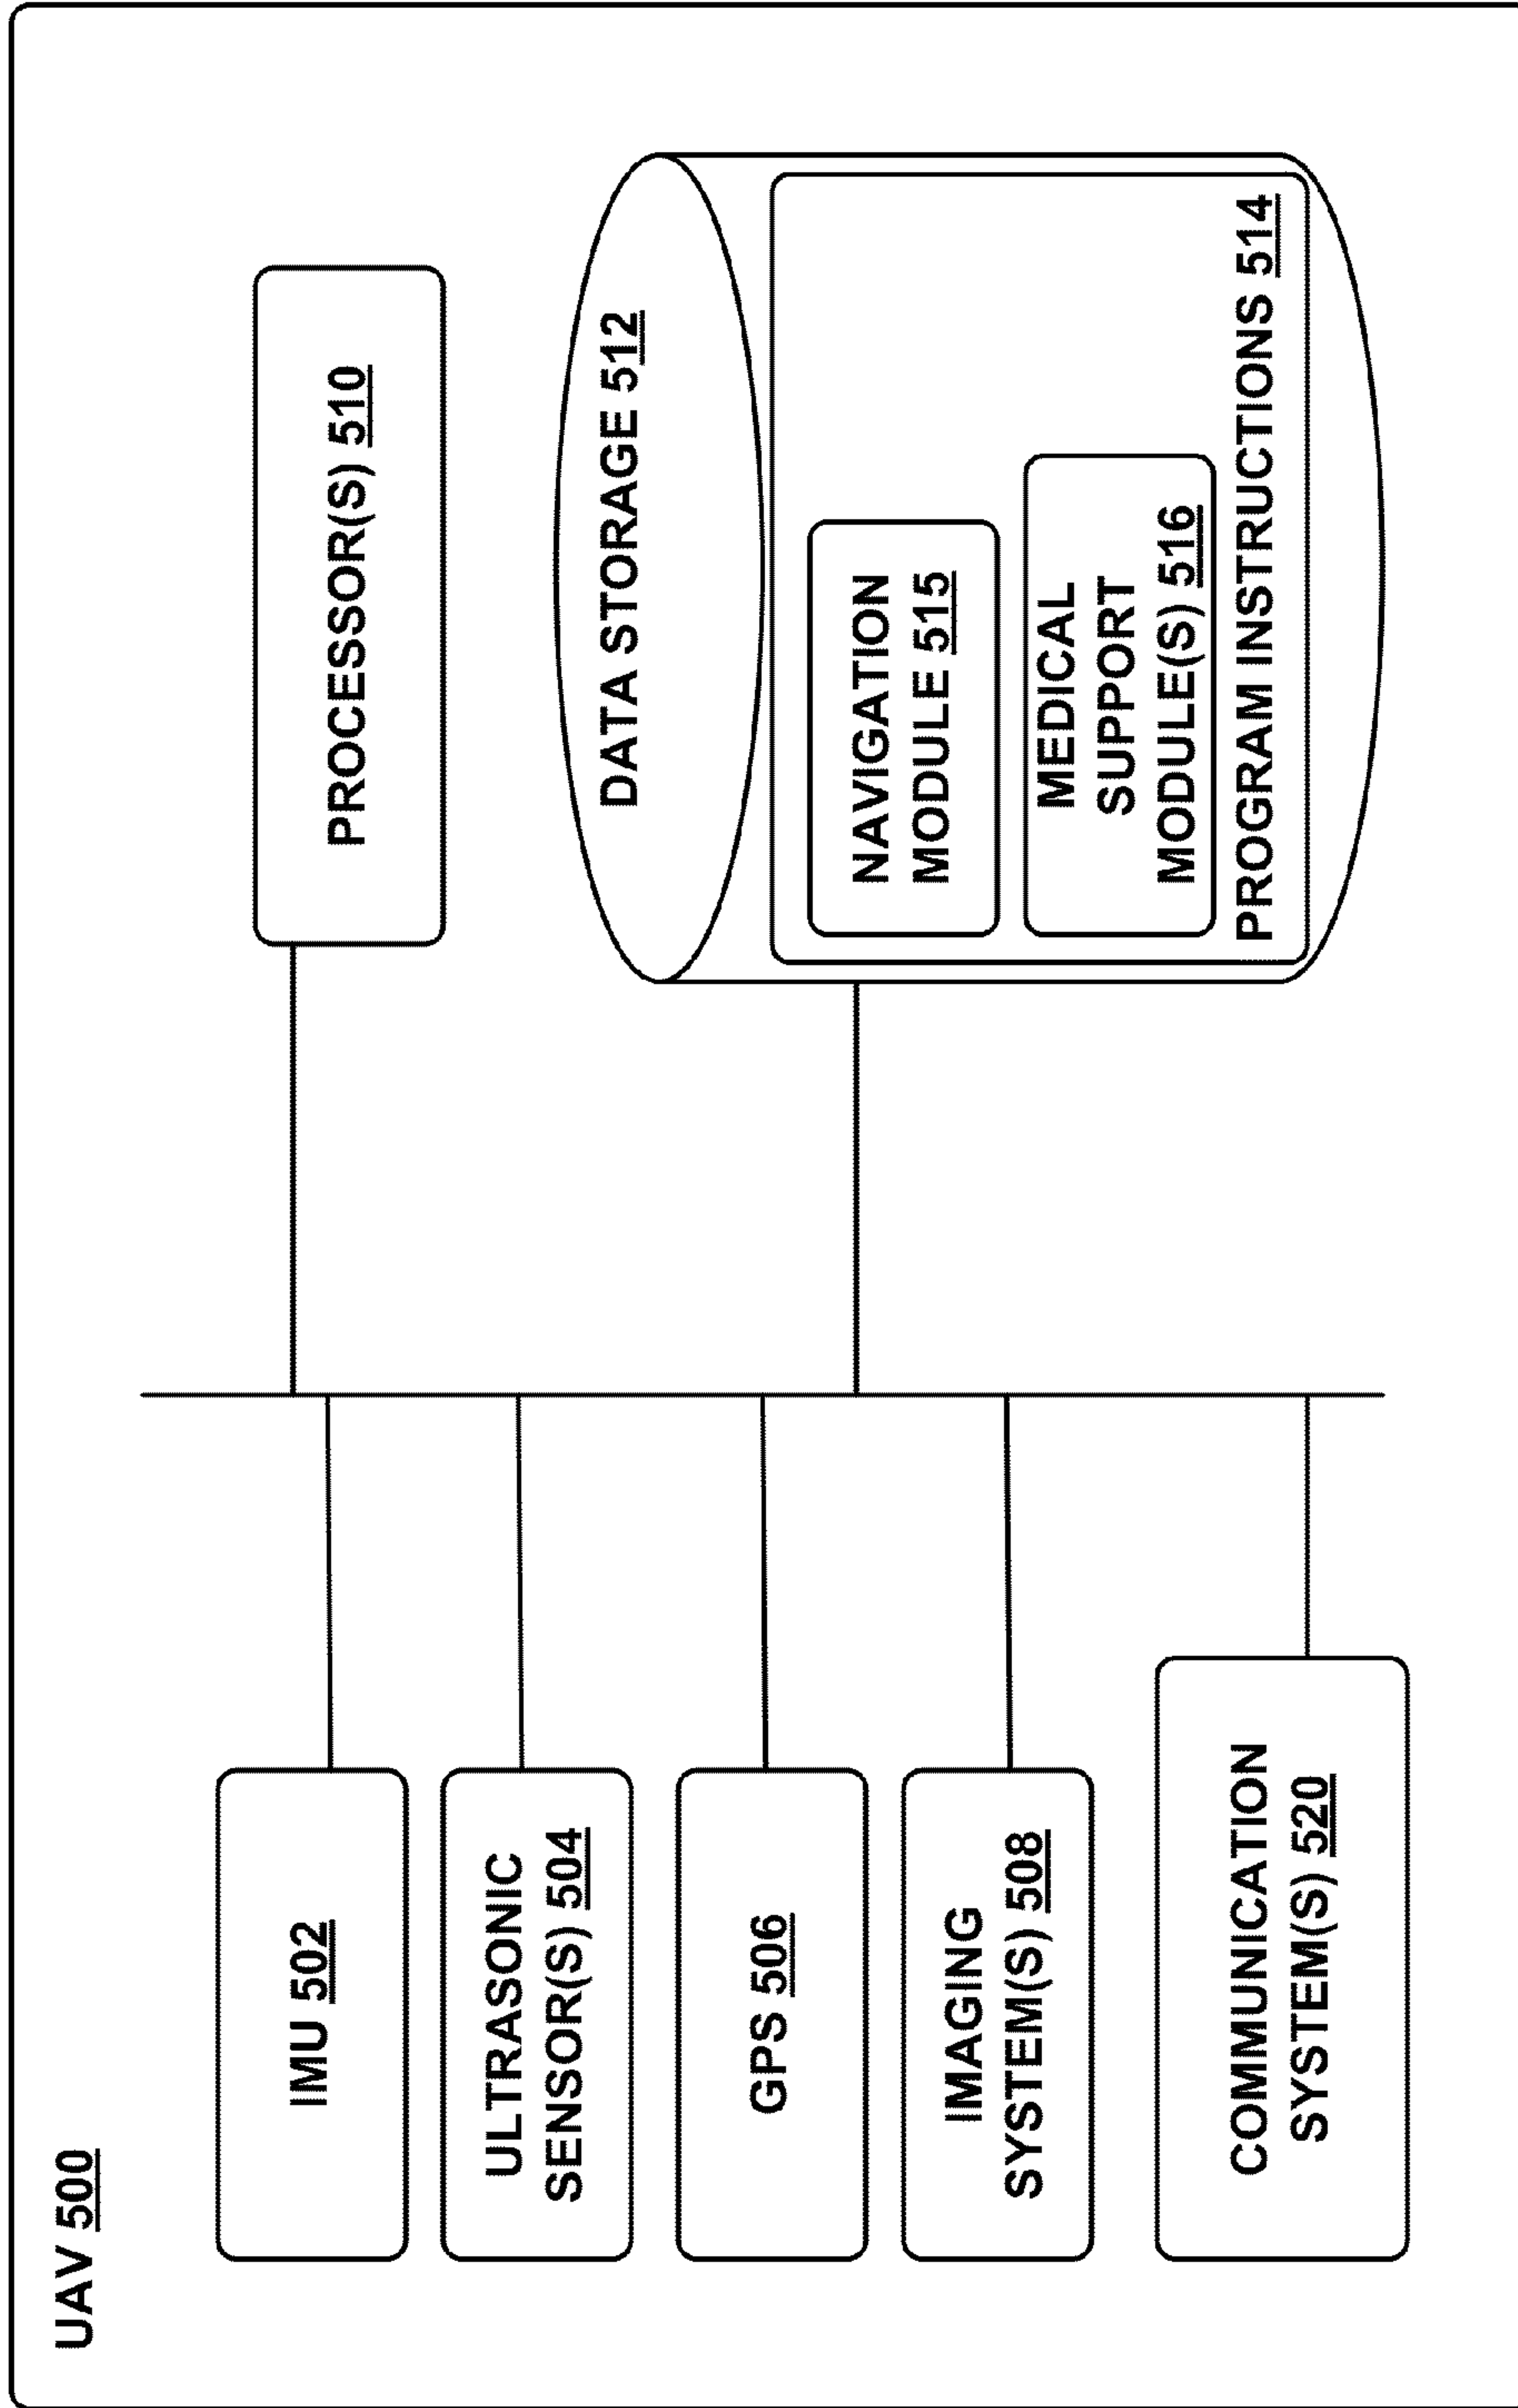 UAV 500
IMU 502
ULTRASONIC
SENSOR(S) 504
GPS 506
IMAGING
SYSTEM(S) 508
COMMUNICATION
SYSTEM(S) 520
PROCESSOR(S) 510
DATA STORAGE 512
NAVIGATION
MODULE 515
MEDICAL
SUPPORT
MODULE(S) 516
PROGRAM INSTRUCTIONS 514